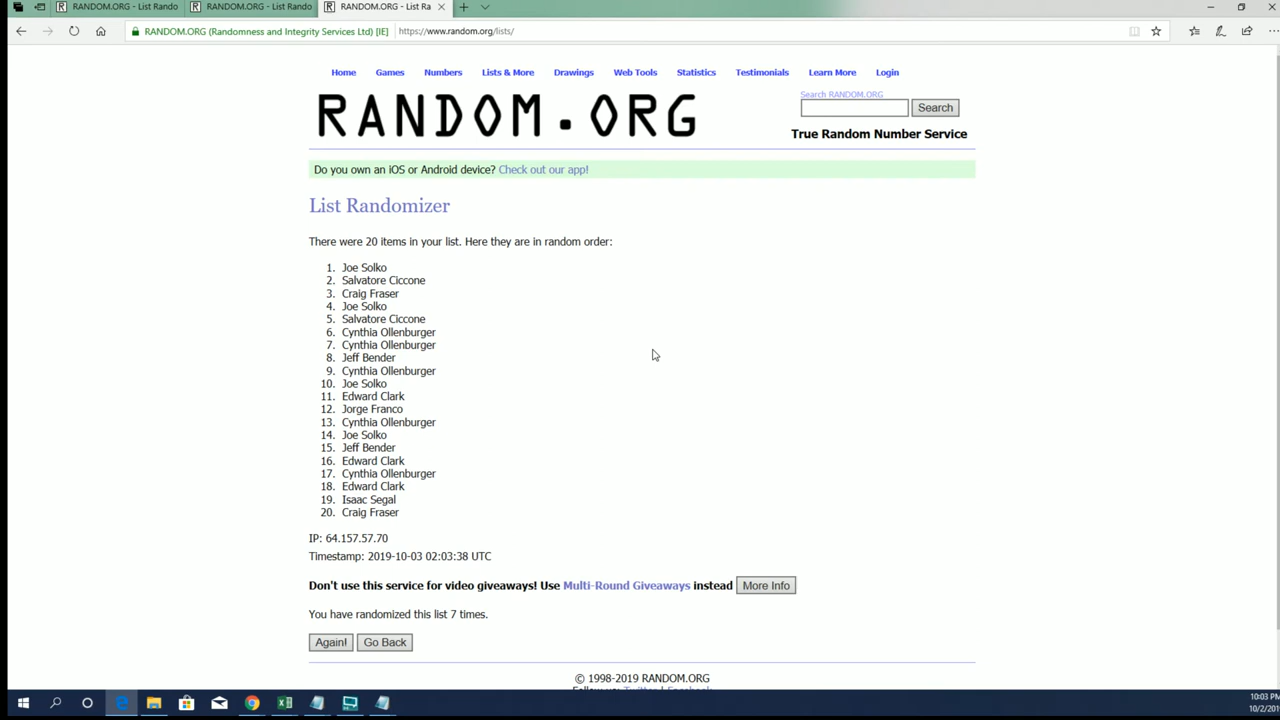 RANDOM.ORG - List Rando
RANDOM.ORG - List Rando
RANDOM.ORG - List Ra
RANDOM.ORG (Randomness and Integrity Services Ltd) [IE]
https://www.random.org/lists/
Home Games Numbers Lists & More Drawings Web Tools Statistics Testimonials Learn More Login
RANDOM.ORG
Search RANDOM.ORG
Search
True Random Number Service
Do you own an iOS or Android device? Check out our app!
List Randomizer
There were 20 items in your list. Here they are in random order:
1. Joe Solko
2. Salvatore Ciccone
3. Craig Fraser
4. Joe Solko
5. Salvatore Ciccone
6. Cynthia Ollenburger
7. Cynthia Ollenburger
8. Jeff Bender
9. Cynthia Ollenburger
10. Joe Solko
11. Edward Clark
12. Jorge Franco
13. Cynthia Ollenburger
14. Joe Solko
15. Jeff Bender
16. Edward Clark
17. Cynthia Ollenburger
18. Edward Clark
19. Isaac Segal
20. Craig Fraser
IP: 64.157.57.70
Timestamp: 2019-10-03 02:03:38 UTC
Don't use this service for video giveaways! Use Multi-Round Giveaways instead More Info
You have randomized this list 7 times.
Again! Go Back
© 1998-2019 RANDOM.ORG
Follow us: Twitter | Facebook
10:03 PM
10/2/201